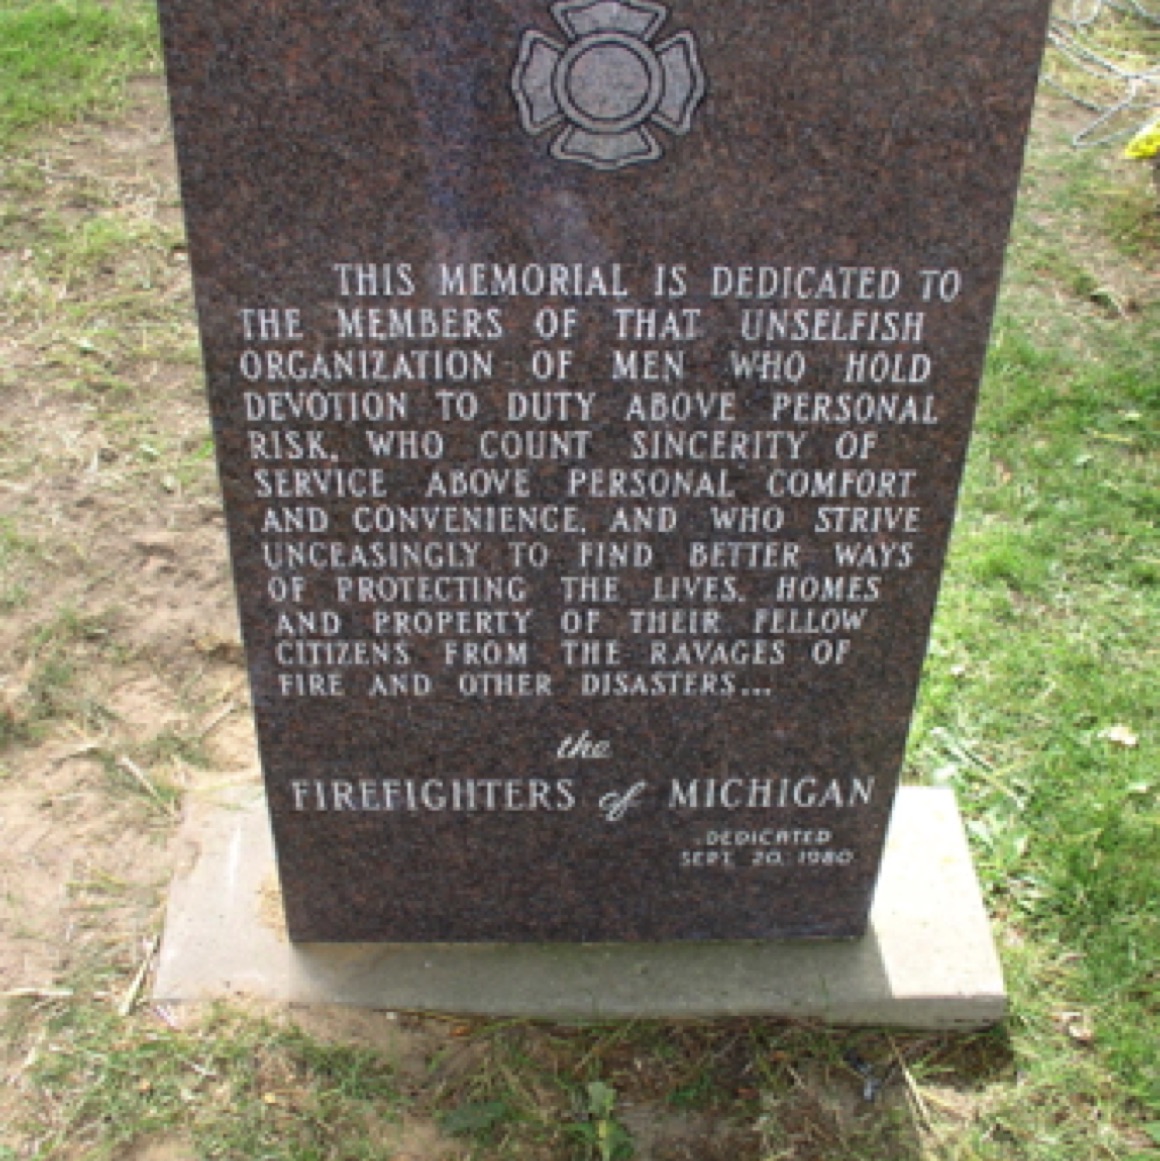 THIS MEMORIAL IS DEDICATED TO
THE MEMBERS OF THAT UNSELFISH
ORGANIZATION OF MEN WHO HOLD
DEVOTION TO DUTY ABOVE PERSONAL
RISK, WHO COUNT SINCERITY OF
SERVICE ABOVE PERSONAL COMFORT
AND CONVENIENCE, AND WHO STRIVE
UNCEASINGLY TO FIND BETTER WAYS
OF PROTECTING THE LIVES, HOMES
AND PROPERTY OF THEIR FELLOW
CITIZENS FROM THE RAVAGES OF
FIRE AND OTHER DISASTERS...
the
FIREFIGHTERS of MICHIGAN
DEDICATED
SEPT. 20, 1980